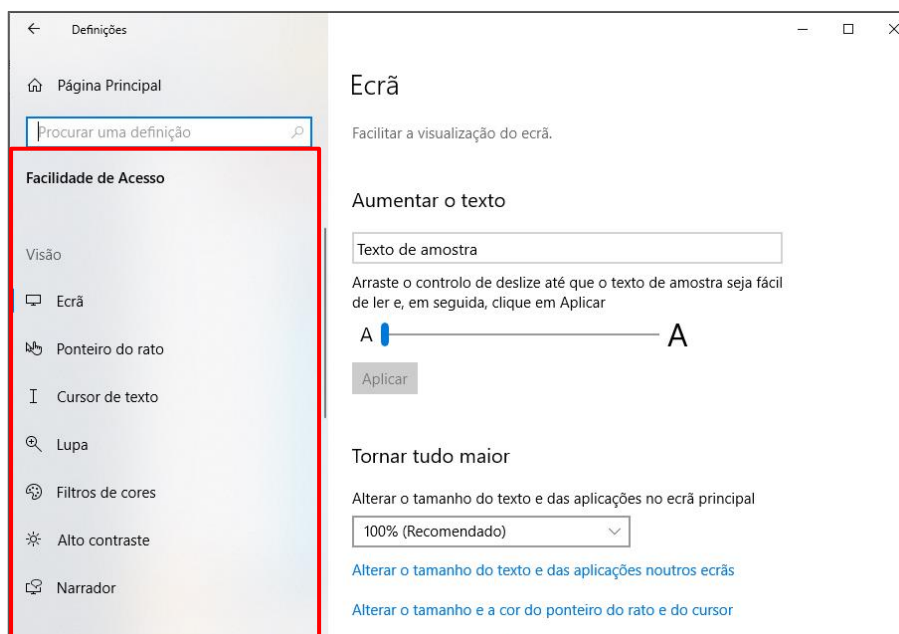 Definições
Página Principal
Procurar uma definição
Facilidade de Acesso
Visão
Ecrã
Ponteiro do rato
Cursor de texto
Lupa
Filtros de cores
Alto contraste
Narrador
Ecrã
Facilitar a visualização do ecrã.
Aumentar o texto
Texto de amostra
Arraste o controlo de deslize até que o texto de amostra seja fácil
de ler e, em seguida, clique em Aplicar
A A
Aplicar
Tornar tudo maior
Alterar o tamanho do texto e das aplicações no ecrã principal
100% (Recomendado)
Alterar o tamanho do texto e das aplicações noutros ecrãs
Alterar o tamanho e a cor do ponteiro do rato e do cursor